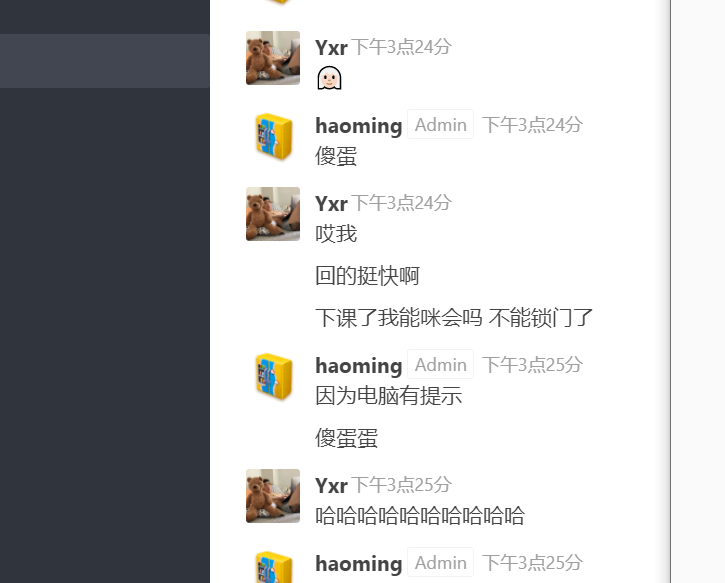 Yxr 下午3点24分
haoming Admin 下午3点24分
傻蛋
Yxr 下午3点24分
哎我
回的挺快啊
下课了我能咪会吗 不能锁门了
haoming Admin 下午3点25分
因为电脑有提示
傻蛋蛋
Yxr 下午3点25分
哈哈哈哈哈哈哈哈哈哈
haoming Admin 下午3点25分